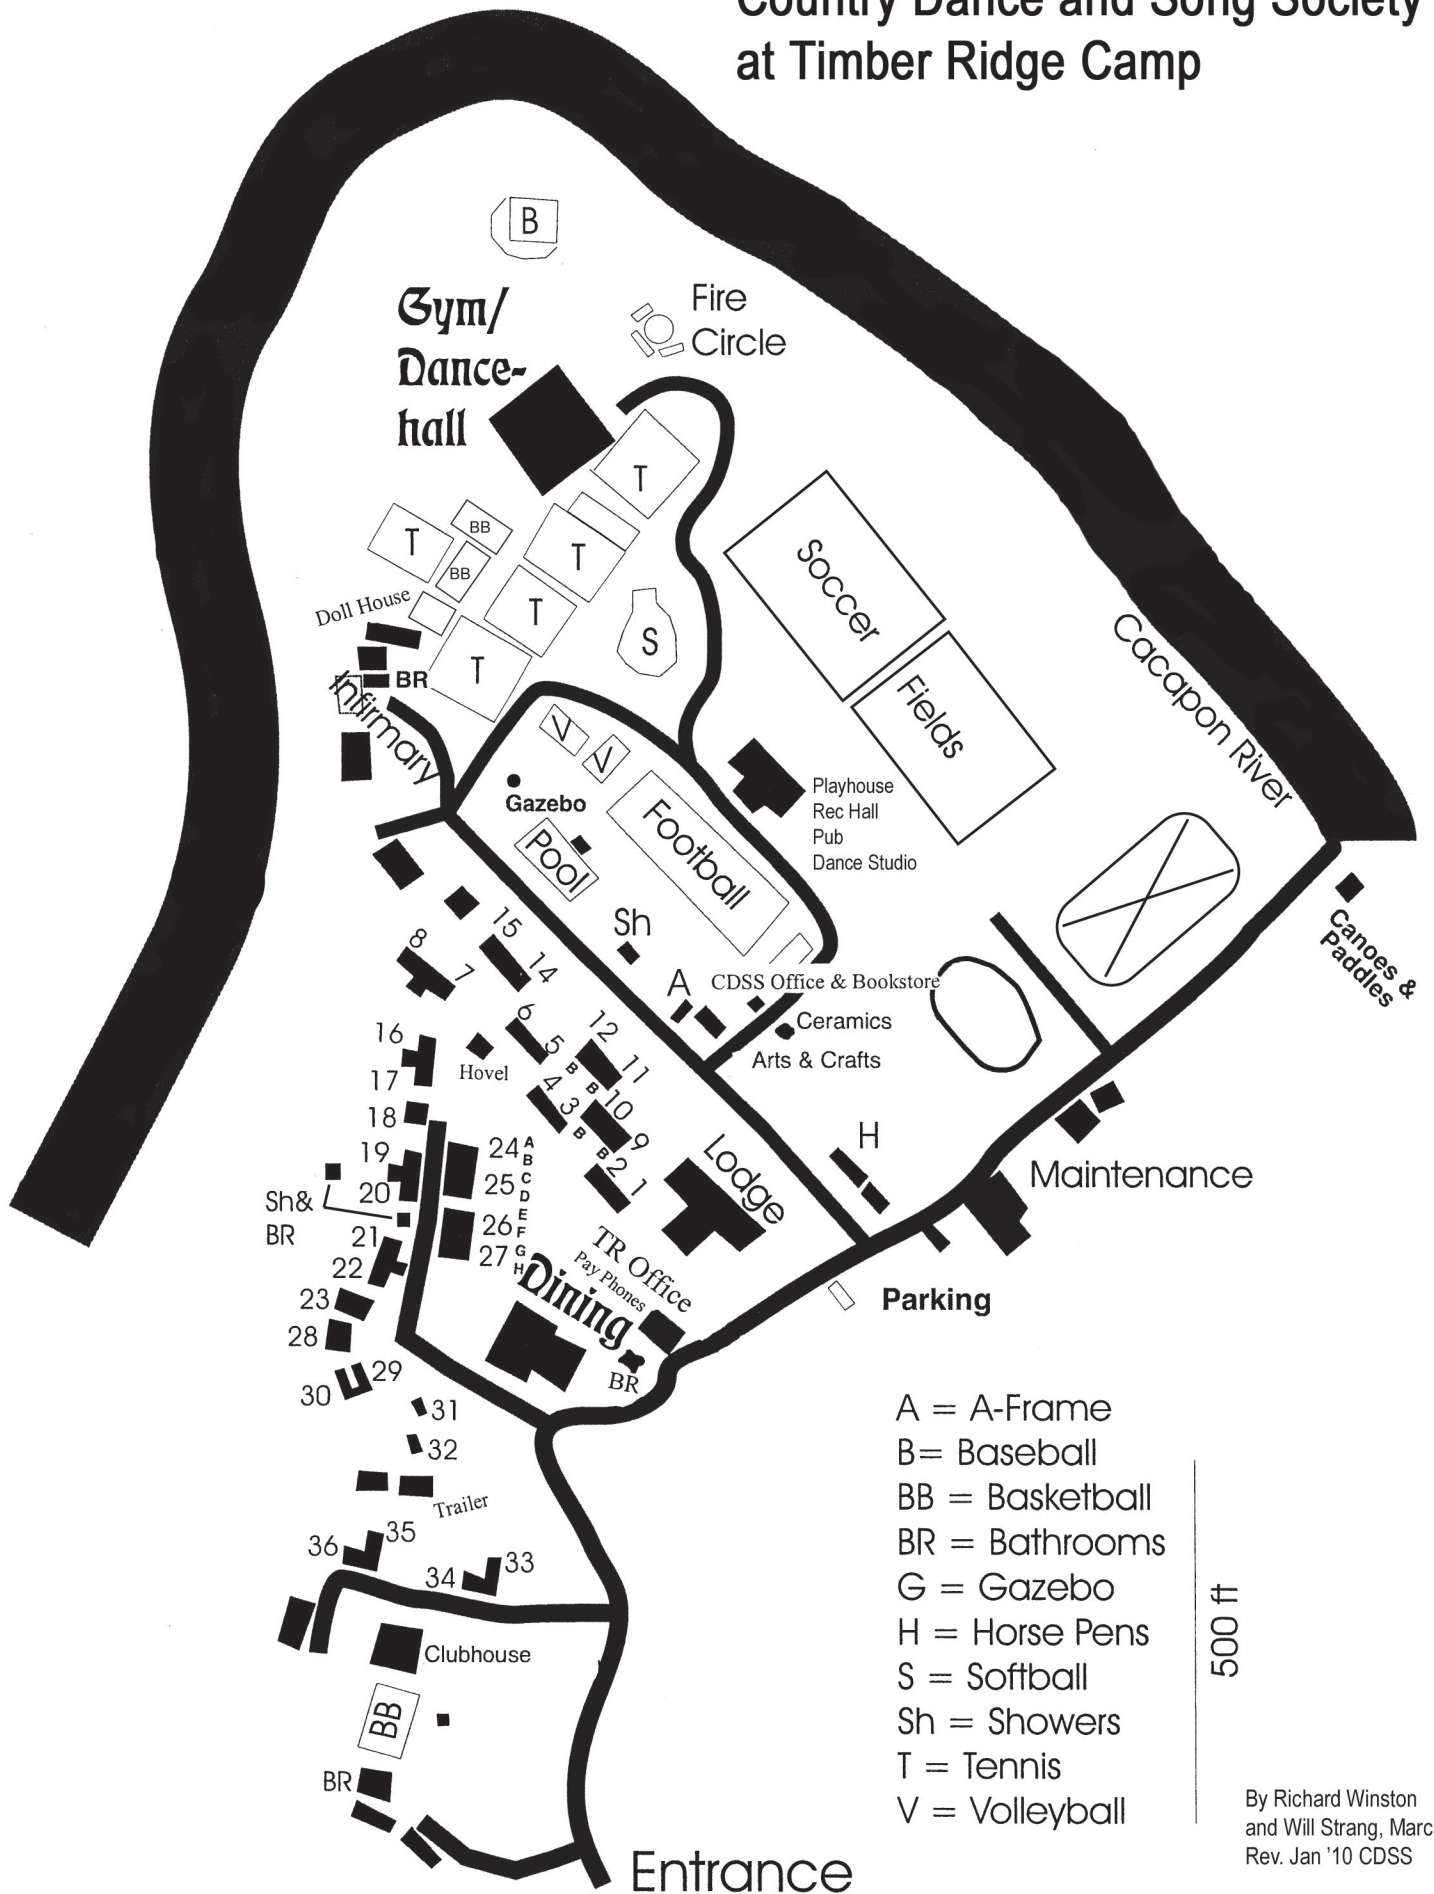 Country Dance and Song Society
at Timber Ridge Camp
B
Gym/
Dance-
hall
Fire
Circle
T
BB
T
BB
T
T
S
T
Doll House
BR
Infirmary
Soccer
Fields
Cacapon River
V
V
Gazebo
Pool
Football
Playhouse
Rec Hall
Pub
Dance Studio
Sh
A
CDSS Office & Bookstore
Ceramics
Arts & Crafts
Canoes &
Paddles
15
14
8
7
6
5
12
11
B
B
4
3
10
9
B
B
2
1
16
17
Hovel
18
19
20
Sh&
BR
21
22
23
28
29
30
31
32
24
25
26
27
A
B
C
D
E
F
G
H
Lodge
H
Maintenance
TR Office
Pay Phones
Dining
BR
Parking
Trailer
36
35
34
33
Clubhouse
BB
BR
Entrance
A = A-Frame
B= Baseball
BB = Basketball
BR = Bathrooms
G = Gazebo
H = Horse Pens
S = Softball
Sh = Showers
T = Tennis
V = Volleyball
500 ft
By Richard Winston
and Will Strang, Marc
Rev. Jan '10 CDSS